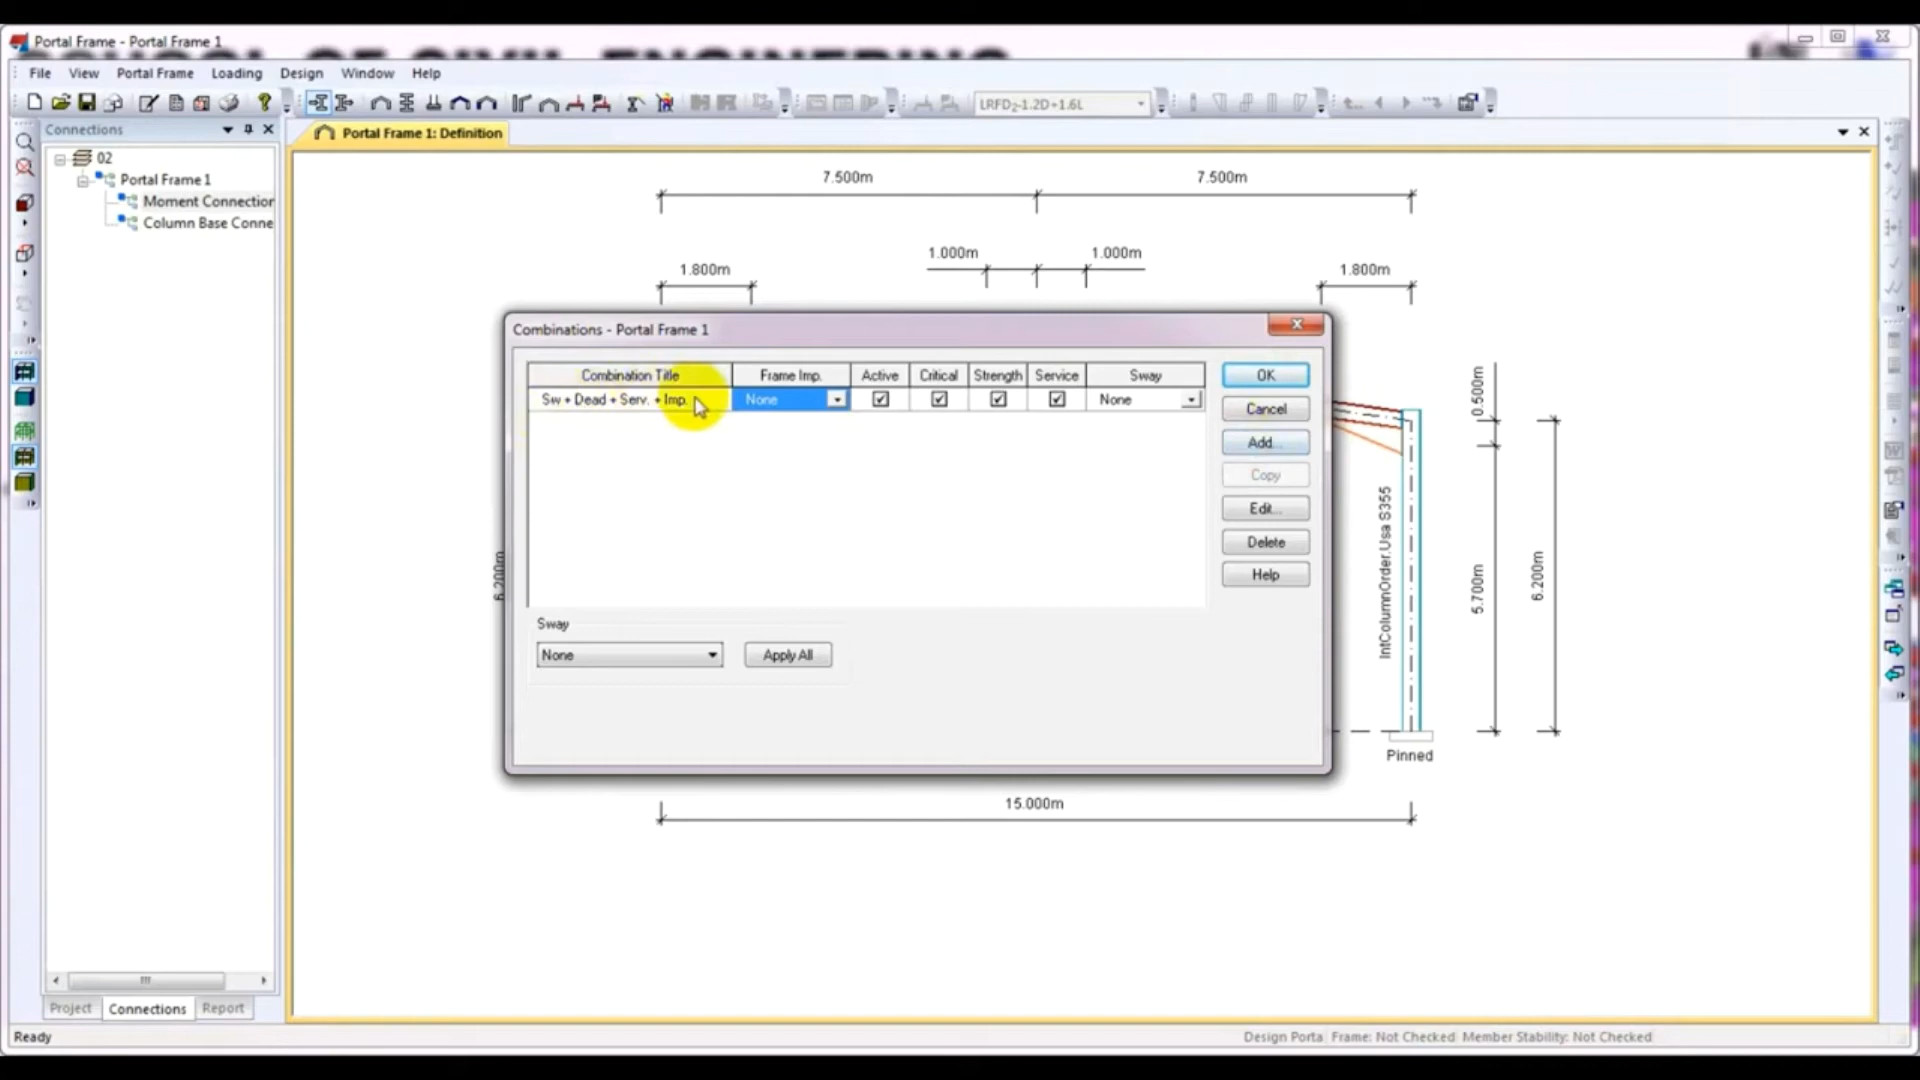 Portal Frame - Portal Frame 1
File View Portal Frame Loading Design Window Help
LRFD2-1.2D+1.6L
Connections
Portal Frame 1: Definition
02
Portal Frame 1
Moment Connection
Column Base Conne
7.500m 7.500m
1.000m 1.000m
1.800m 1.800m
Combinations - Portal Frame 1
Combination Title Frame Imp. Active Critical Strength Service Sway
Sw + Dead + Serv. + Imp. None None
OK
Cancel
Add...
Copy
Edit...
Delete
Help
Sway
None Apply All
0.500m
6.200m
IntColumnOrder.Usa S355
5.700m
6.200m
Pinned
15.000m
Project Connections Report
Ready
Design Porta Frame: Not Checked Member Stability: Not Checked